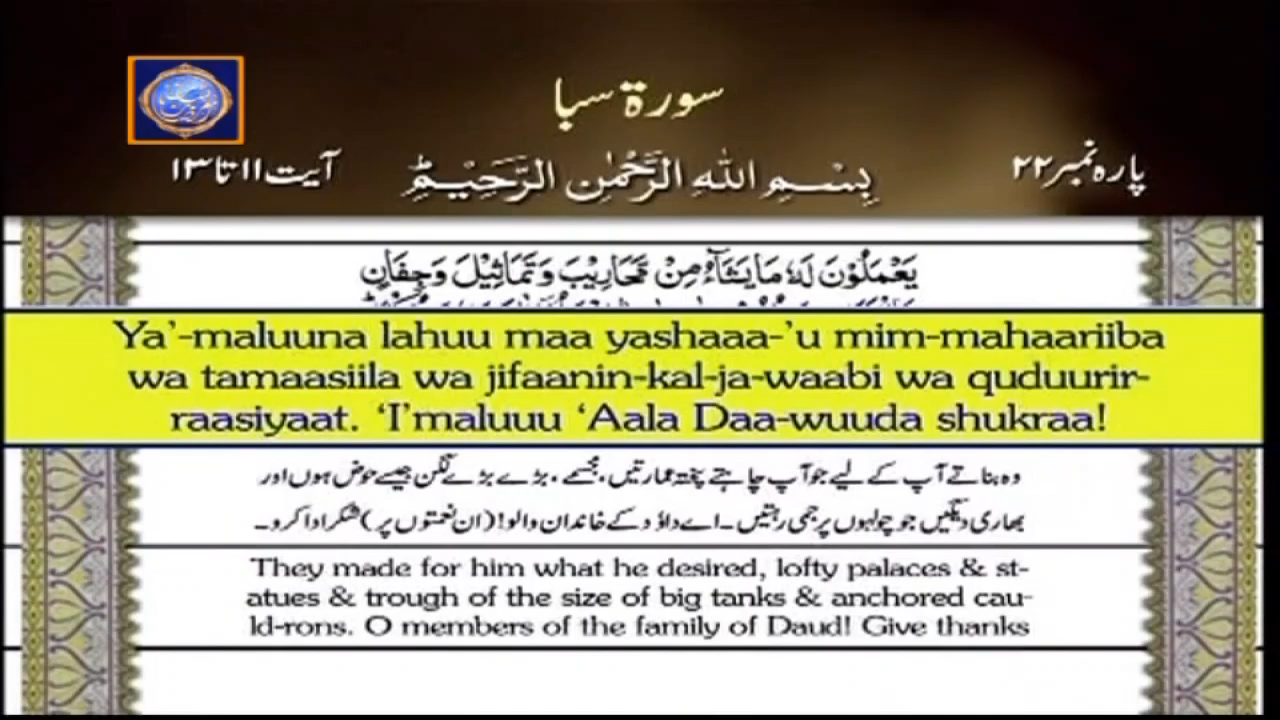 سورۃ سبا
پارہ نمبر ۲۲
بِسْمِ اللهِ الرَّحْمٰنِ الرَّحِيْمِ
آیت ۱۱ تا ۱۳
يَعْمَلُوْنَ لَهٗ مَا يَشَآءُ مِنْ مَّحَارِيْبَ وَتَمَاثِيْلَ وَجِفَانٍ
Ya'-maluuna lahuu maa yashaaa-'u mim-mahaariiba
wa tamaasiila wa jifaanin-kal-ja-waabi wa quduurir-
raasiyaat. 'I'maluuu 'Aala Daa-wuuda shukraa!
وہ بناتے آپ کے لیے جو آپ چاہتے پختہ عمارتیں، مجسمے، بڑے بڑے لگن جیسے حوض ہوں اور
بھاری دیگیں جو چولہوں پر جمی رہتیں۔ اے داؤد کے خاندان والو! (ان نعمتوں پر) شکر ادا کرو۔
They made for him what he desired, lofty palaces & st-
atues & trough of the size of big tanks & anchored cau-
ld-rons. O members of the family of Daud! Give thanks